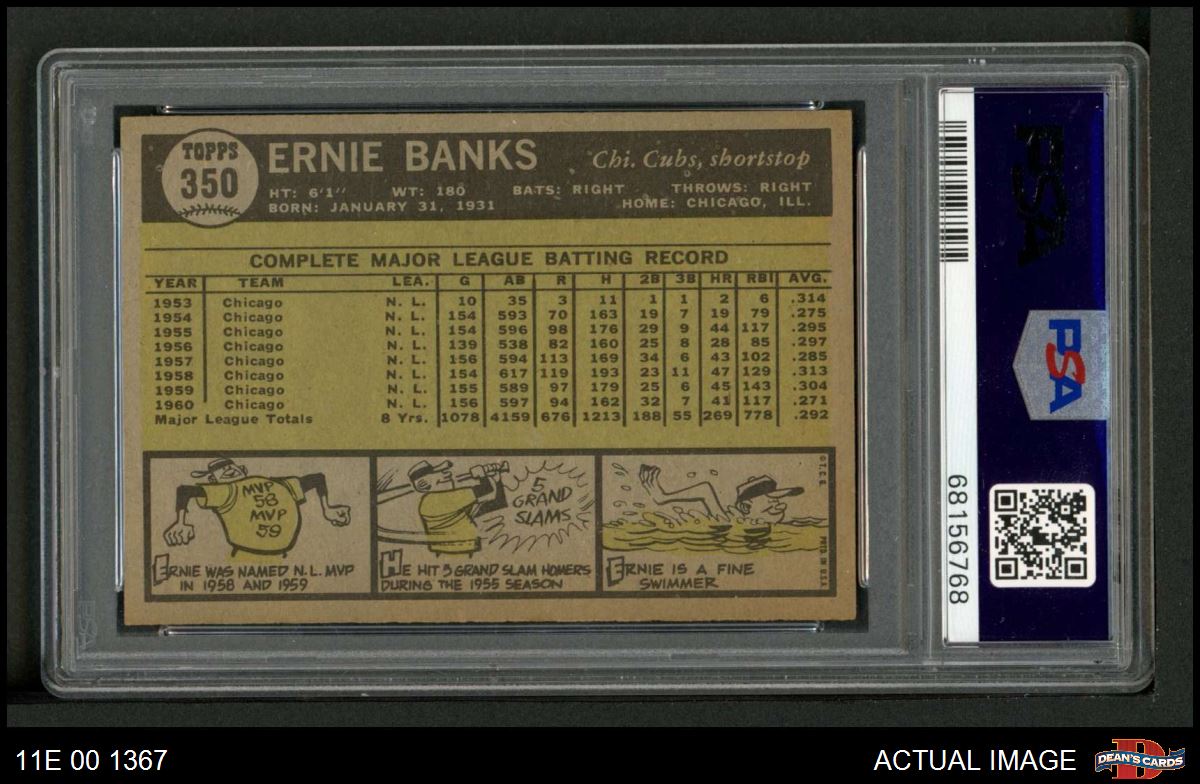 TOPPS
350
ERNIE BANKS
Chi. Cubs, shortstop
HT: 6'1" WT: 180 BATS: RIGHT THROWS: RIGHT
BORN: JANUARY 31, 1931 HOME: CHICAGO, ILL.
COMPLETE MAJOR LEAGUE BATTING RECORD
YEAR TEAM LEA. G AB R H 2B 3B HR RBI AVG.
1953 Chicago N. L. 10 35 3 11 1 1 2 6 .314
1954 Chicago N. L. 154 593 70 163 19 7 19 79 .275
1955 Chicago N. L. 154 596 98 176 29 9 44 117 .295
1956 Chicago N. L. 139 538 82 160 25 8 28 85 .297
1957 Chicago N. L. 156 594 113 169 34 6 43 102 .285
1958 Chicago N. L. 154 617 119 193 23 11 47 129 .313
1959 Chicago N. L. 155 589 97 179 25 6 45 143 .304
1960 Chicago N. L. 156 597 94 162 32 7 41 117 .271
Major League Totals 8 Yrs. 1078 4159 676 1213 188 55 269 778 .292
MVP
58
MVP
59
ERNIE WAS NAMED N.L. MVP
IN 1958 AND 1959
5
GRAND
SLAMS
HE HIT 5 GRAND SLAM HOMERS
DURING THE 1955 SEASON
ERNIE IS A FINE
SWIMMER
© T.C.G.
PRTD. IN U.S.A.
PSA
PSA
68156768
11E 00 1367
ACTUAL IMAGE
D
DEAN'S CARDS